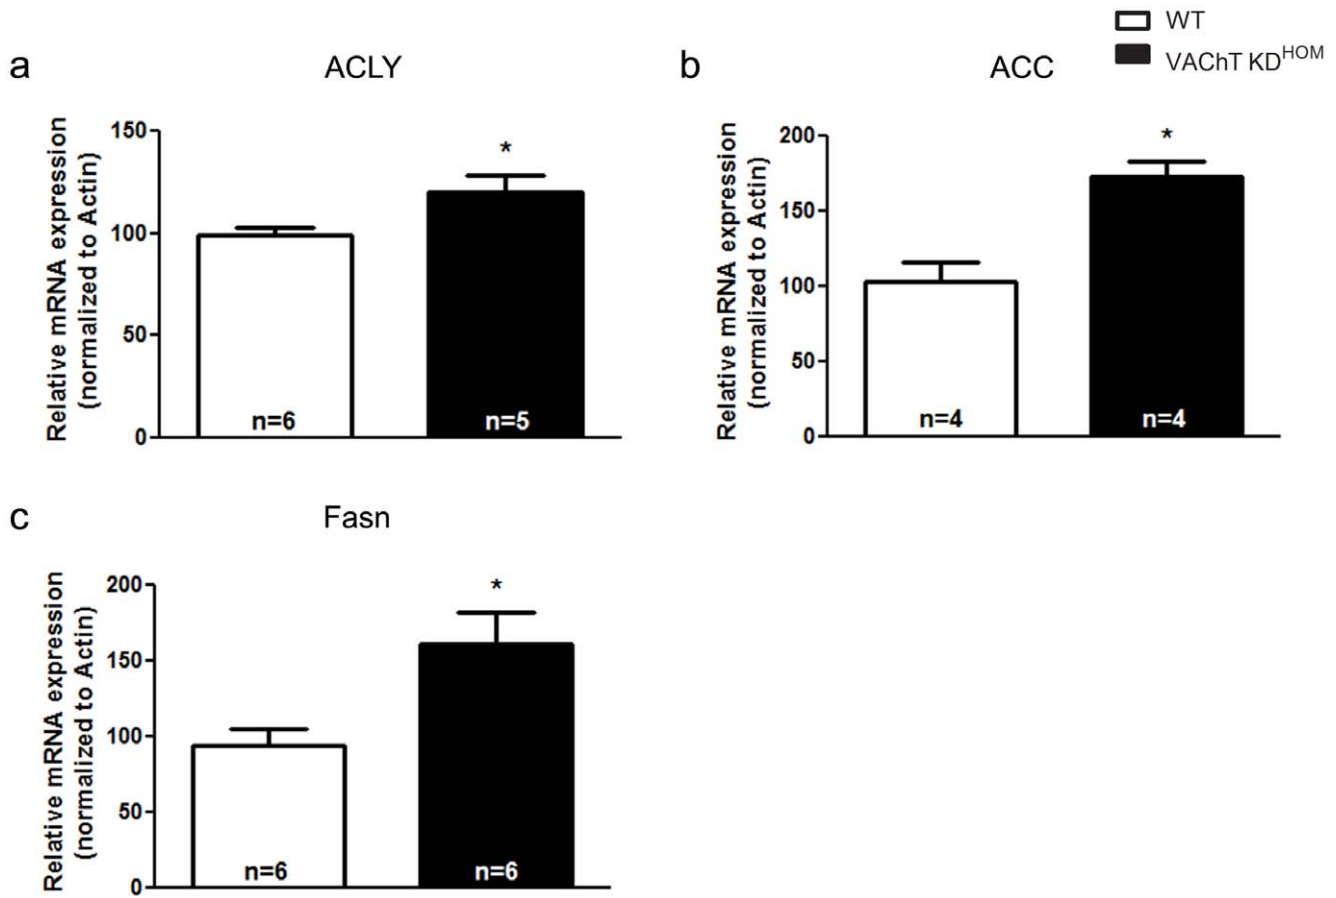 WT
VAChT KD^HOM
a
ACLY
Relative mRNA expression
(normalized to Actin)
150
100
50
0
*
n=6
n=5
b
ACC
Relative mRNA expression
(normalized to Actin)
200
150
100
50
0
*
n=4
n=4
c
Fasn
Relative mRNA expression
(normalized to Actin)
200
150
100
50
0
*
n=6
n=6